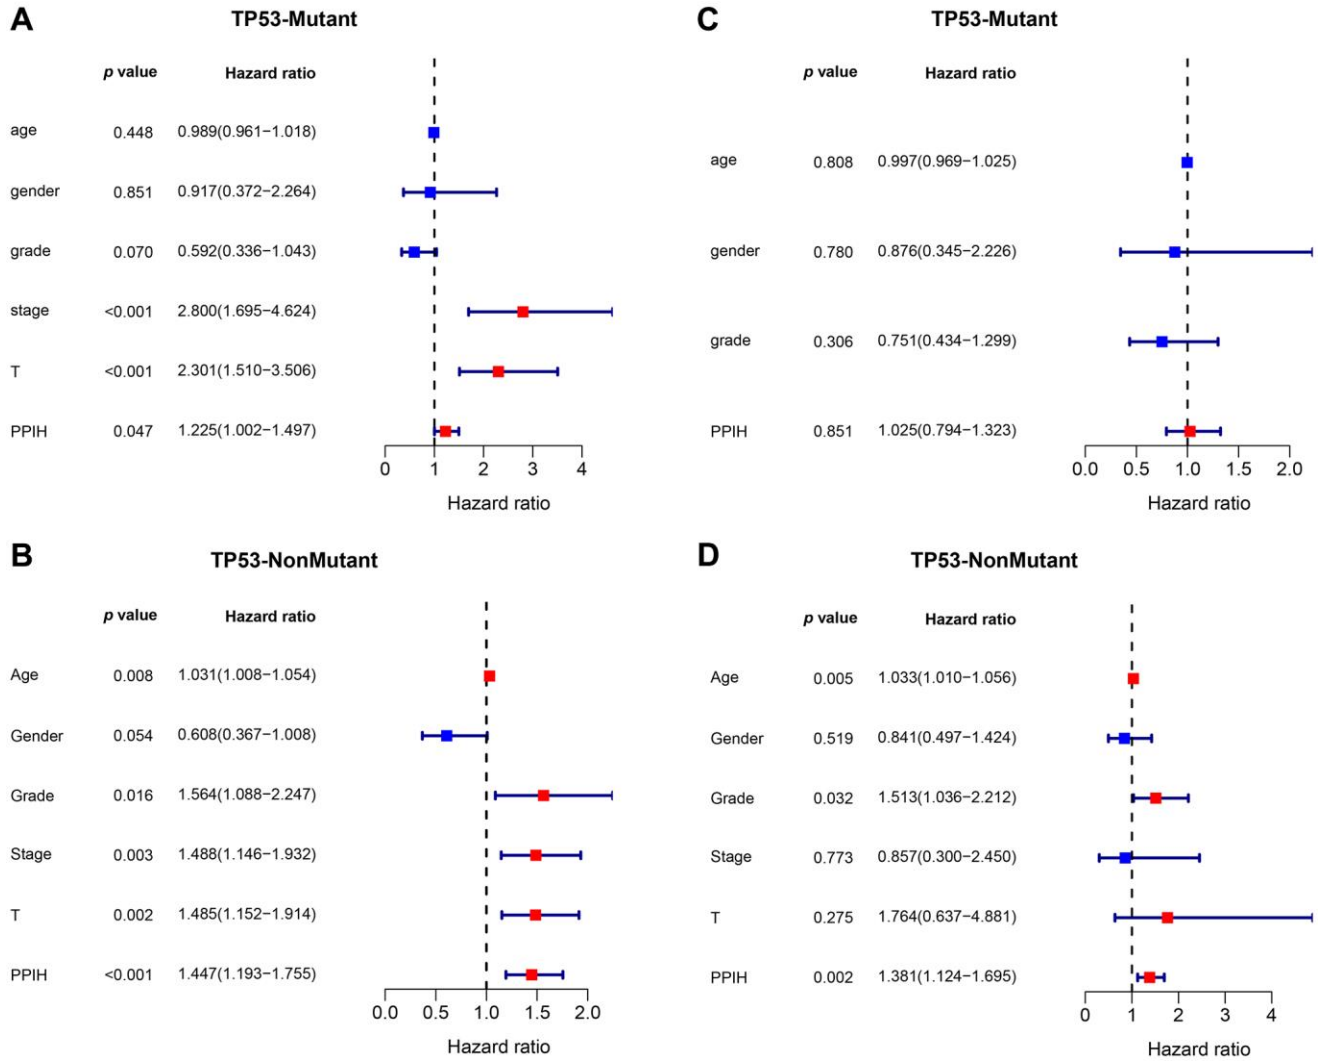 A
TP53-Mutant
p value Hazard ratio
age 0.448 0.989(0.961−1.018)
gender 0.851 0.917(0.372−2.264)
grade 0.070 0.592(0.336−1.043)
stage <0.001 2.800(1.695−4.624)
T <0.001 2.301(1.510−3.506)
PPIH 0.047 1.225(1.002−1.497)
0 1 2 3 4
Hazard ratio
C
TP53-Mutant
p value Hazard ratio
age 0.808 0.997(0.969−1.025)
gender 0.780 0.876(0.345−2.226)
grade 0.306 0.751(0.434−1.299)
PPIH 0.851 1.025(0.794−1.323)
0.0 0.5 1.0 1.5 2.0
Hazard ratio
B
TP53-NonMutant
p value Hazard ratio
Age 0.008 1.031(1.008−1.054)
Gender 0.054 0.608(0.367−1.008)
Grade 0.016 1.564(1.088−2.247)
Stage 0.003 1.488(1.146−1.932)
T 0.002 1.485(1.152−1.914)
PPIH <0.001 1.447(1.193−1.755)
0.0 0.5 1.0 1.5 2.0
Hazard ratio
D
TP53-NonMutant
p value Hazard ratio
Age 0.005 1.033(1.010−1.056)
Gender 0.519 0.841(0.497−1.424)
Grade 0.032 1.513(1.036−2.212)
Stage 0.773 0.857(0.300−2.450)
T 0.275 1.764(0.637−4.881)
PPIH 0.002 1.381(1.124−1.695)
0 1 2 3 4
Hazard ratio